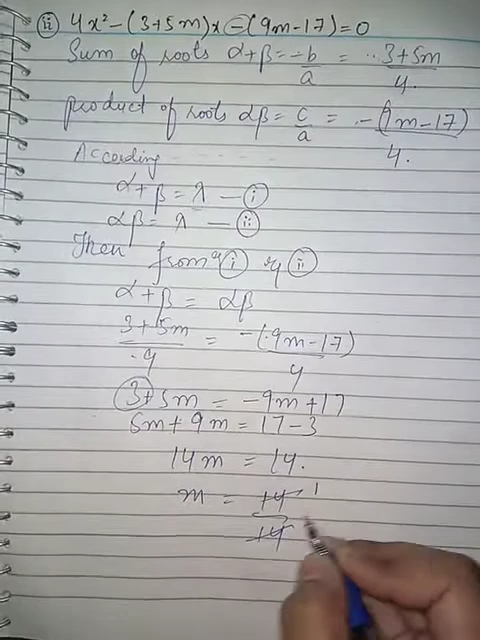 (ii) 4x² - (3+5m)x - (9m-17) = 0
Sum of roots α+β = -b/a = 3+5m/4.
product of roots αβ = c/a = -(9m-17)/4.
According
α+β = λ — (i)
αβ = λ — (ii)
Then from eq (i) & (ii)
α+β = αβ
3+5m/4 = -(9m-17)/4
3+5m = -9m+17
5m+9m = 17-3
14m = 14.
m = 14/14 1